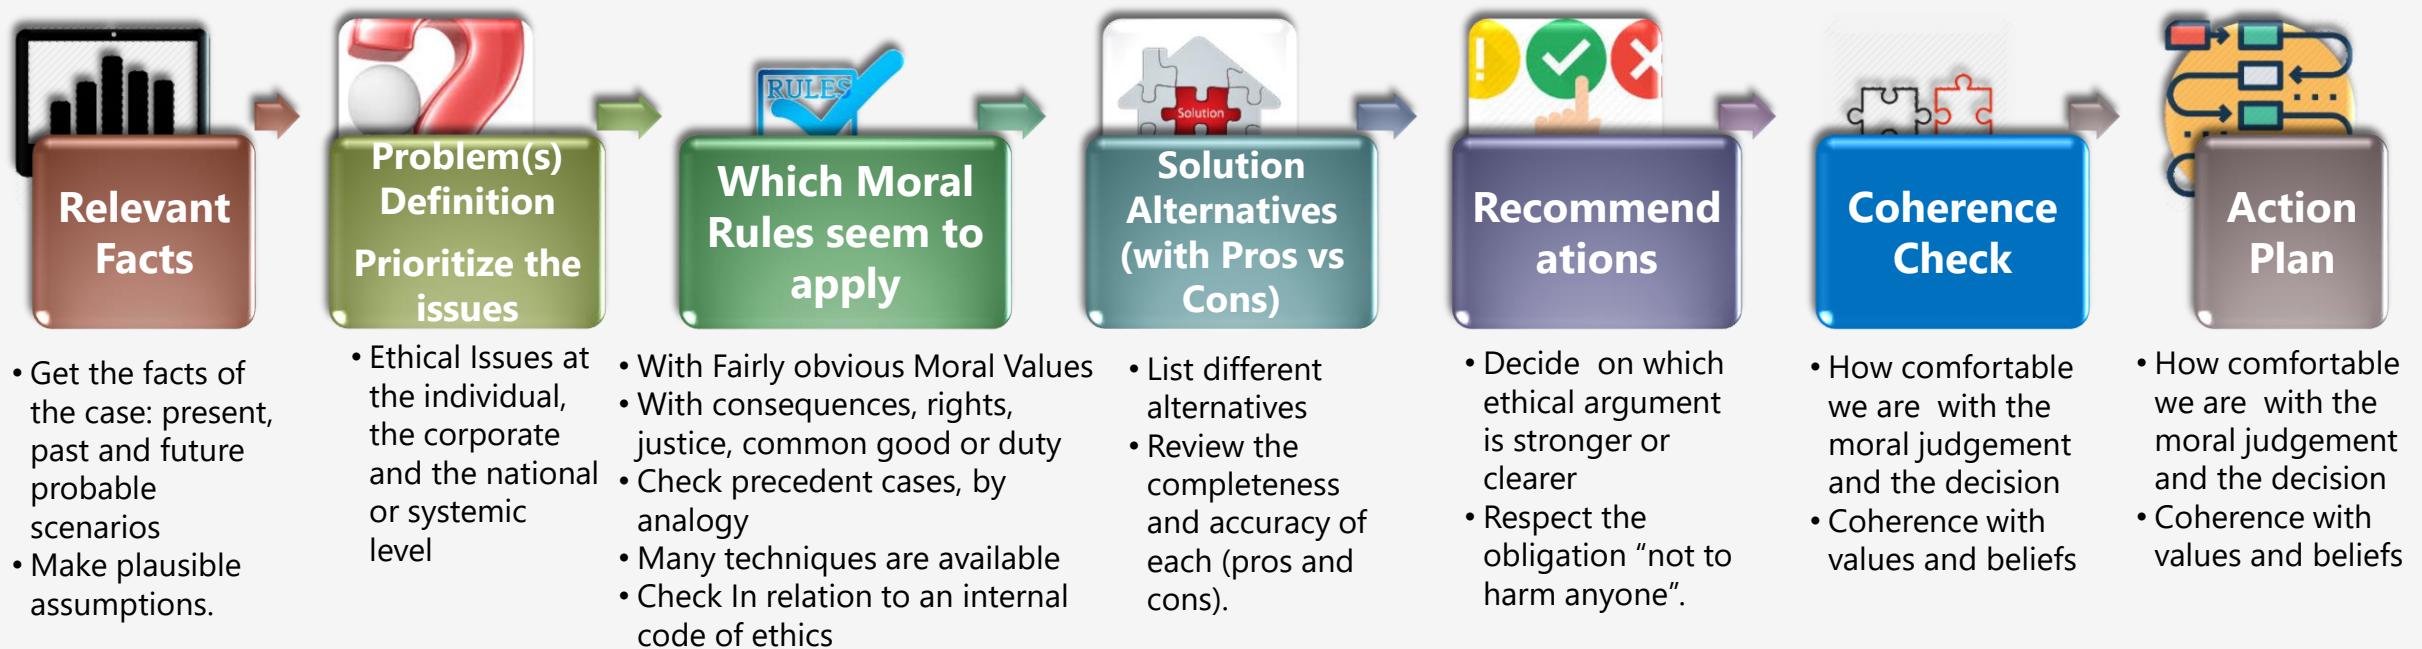 RULES
Solution
Relevant
Facts
Problem(s)
Definition
Prioritize the
issues
Which Moral
Rules seem to
apply
Solution
Alternatives
(with Pros vs
Cons)
Recommend
ations
Coherence
Check
Action
Plan
• Get the facts of
the case: present,
past and future
probable
scenarios
• Make plausible
assumptions.
• Ethical Issues at
the individual,
the corporate
and the national
or systemic
level
• With Fairly obvious Moral Values
• With consequences, rights,
justice, common good or duty
• Check precedent cases, by
analogy
• Many techniques are available
• Check In relation to an internal
code of ethics
• List different
alternatives
• Review the
completeness
and accuracy of
each (pros and
cons).
• Decide on which
ethical argument
is stronger or
clearer
• Respect the
obligation “not to
harm anyone”.
• How comfortable
we are with the
moral judgement
and the decision
• Coherence with
values and beliefs
• How comfortable
we are with the
moral judgement
and the decision
• Coherence with
values and beliefs